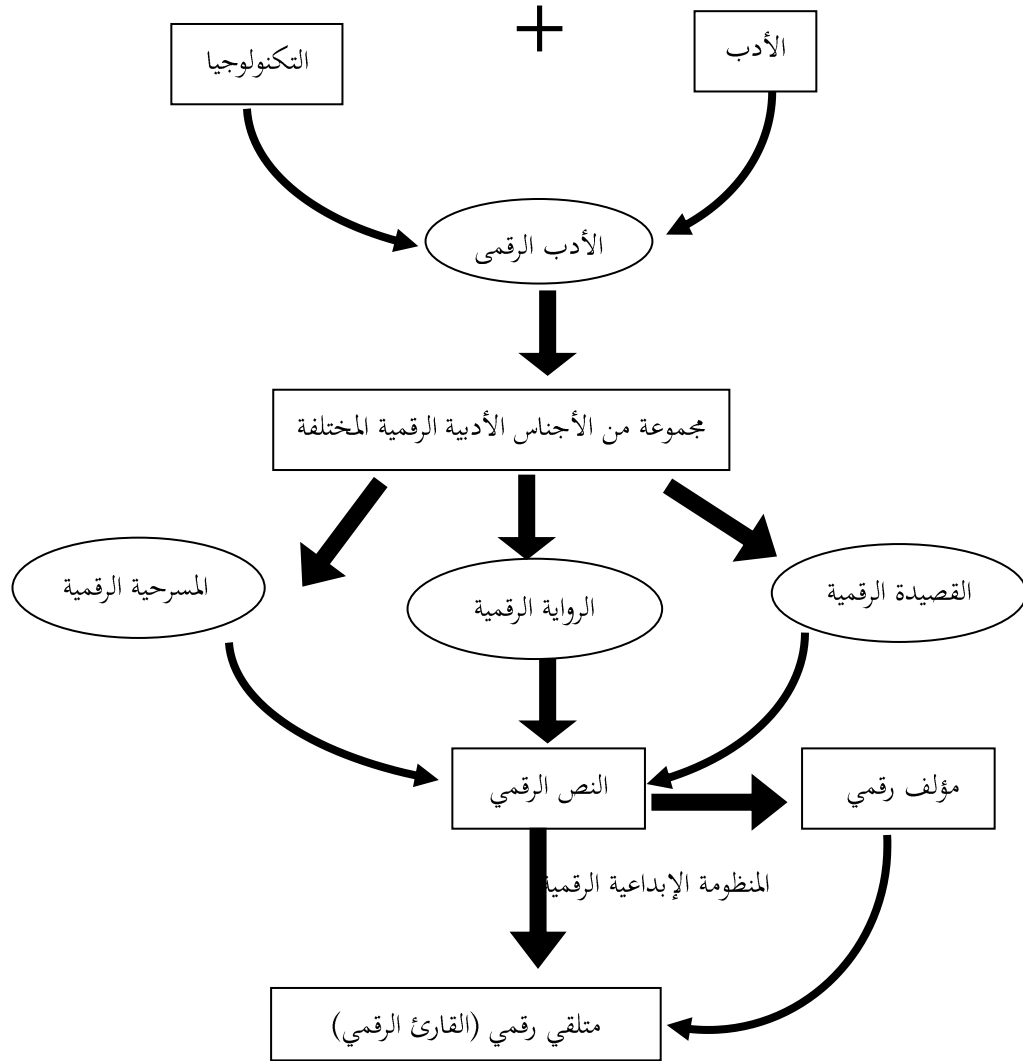 الأدب
+
التكنولوجيا
الأدب الرقمى
مجموعة من الأجناس الأدبية الرقمية المختلفة
القصيدة الرقمية
الرواية الرقمية
المسرحية الرقمية
مؤلف رقمي
النص الرقمي
المنظومة الإبداعية الرقمية
متلقي رقمي (القارئ الرقمي)